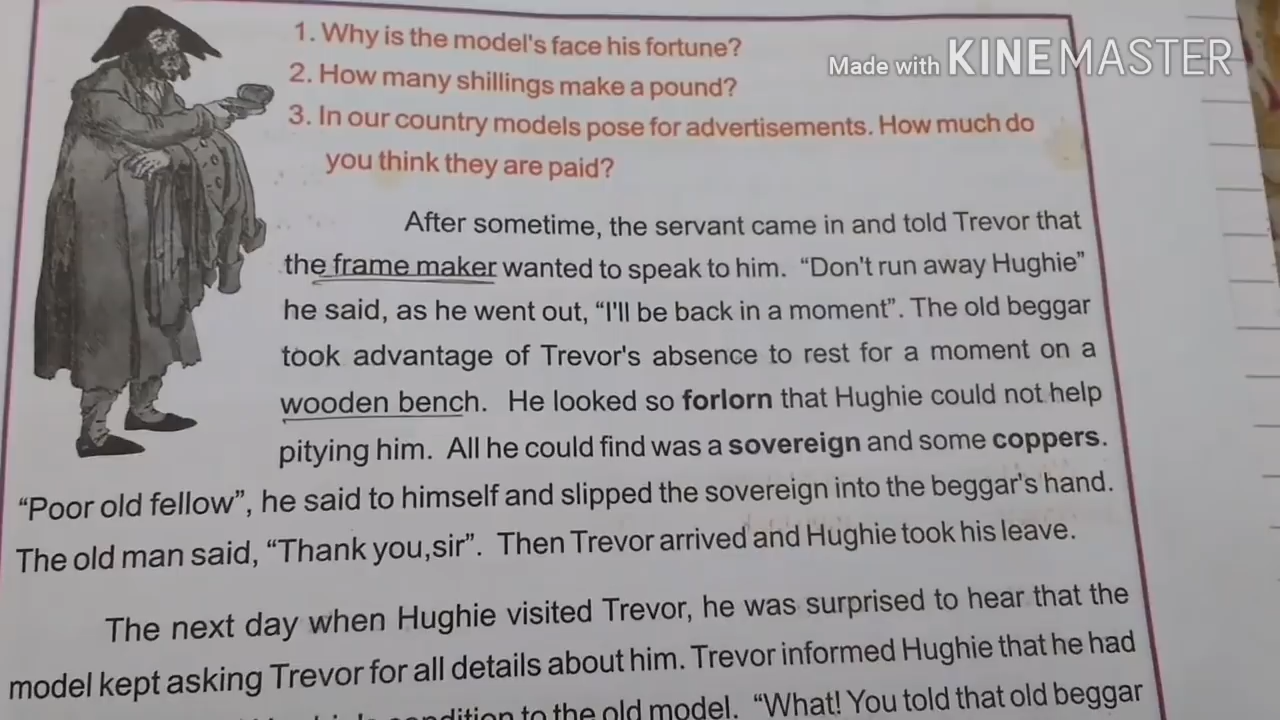 Made with KINEMASTER
1. Why is the model's face his fortune?
2. How many shillings make a pound?
3. In our country models pose for advertisements. How much do
you think they are paid?
After sometime, the servant came in and told Trevor that
the frame maker wanted to speak to him. “Don't run away Hughie”
he said, as he went out, “I'll be back in a moment”. The old beggar
took advantage of Trevor's absence to rest for a moment on a
wooden bench. He looked so forlorn that Hughie could not help
pitying him. All he could find was a sovereign and some coppers.
“Poor old fellow”, he said to himself and slipped the sovereign into the beggar's hand.
The old man said, “Thank you,sir”. Then Trevor arrived and Hughie took his leave.
The next day when Hughie visited Trevor, he was surprised to hear that the
model kept asking Trevor for all details about him. Trevor informed Hughie that he had
to the old model. “What! You told that old beggar